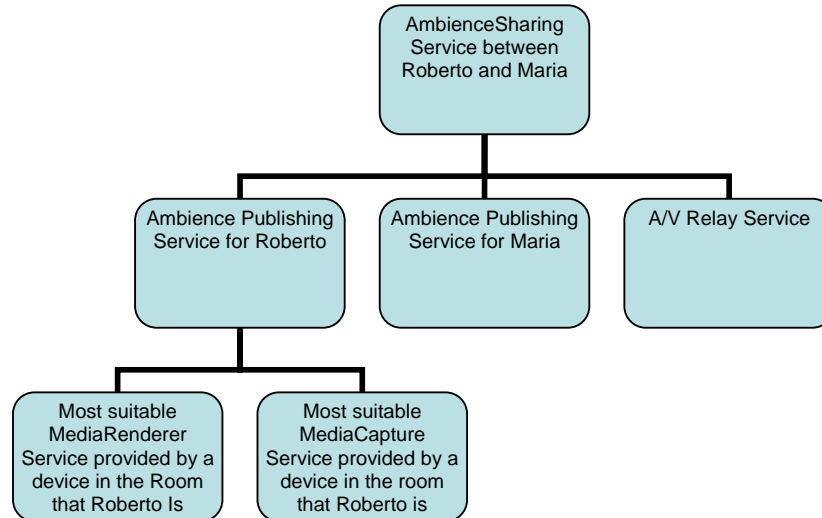 AmbienceSharing
Service between
Roberto and Maria
Ambience Publishing
Service for Roberto
Ambience Publishing
Service for Maria
A/V Relay Service
Most suitable
MediaRenderer
Service provided by a
device in the Room
that Roberto Is
Most suitable
MediaCapture
Service provided by a
device in the room
that Roberto is